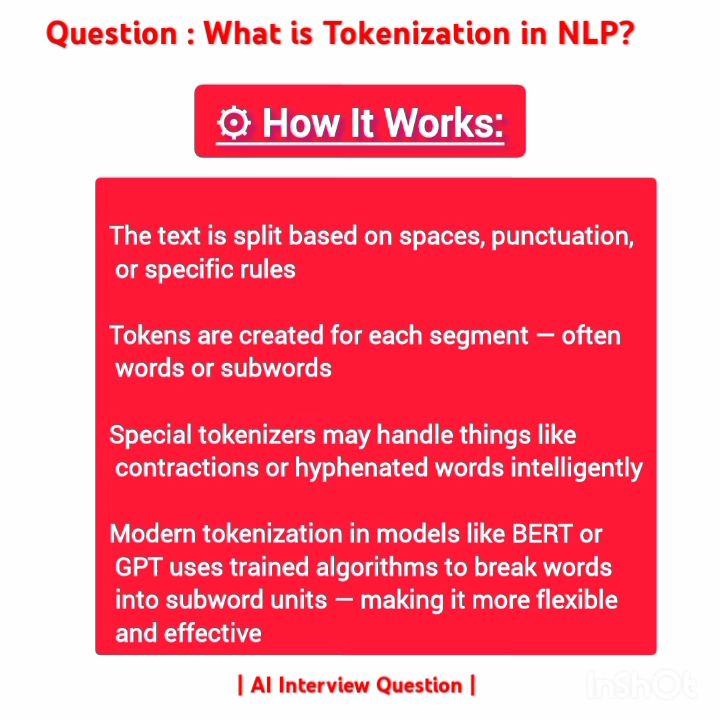 Question : What is Tokenization in NLP?
⚙ How It Works:
The text is split based on spaces, punctuation,
or specific rules
Tokens are created for each segment — often
words or subwords
Special tokenizers may handle things like
contractions or hyphenated words intelligently
Modern tokenization in models like BERT or
GPT uses trained algorithms to break words
into subword units — making it more flexible
and effective
| AI Interview Question |
InShOt